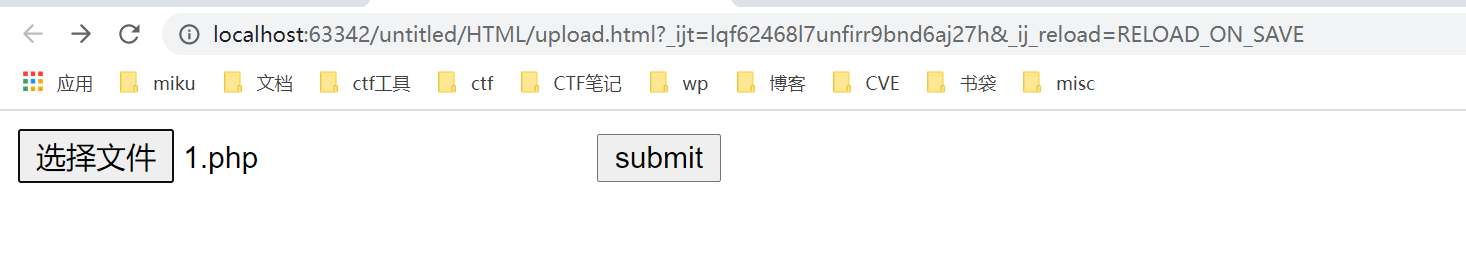 localhost:63342/untitled/HTML/upload.html?_ijt=lqf62468l7unfirr9bnd6aj27h&_ij_reload=RELOAD_ON_SAVE
应用 miku 文档 ctf工具 ctf CTF笔记 wp 博客 CVE 书袋 misc
选择文件 1.php submit